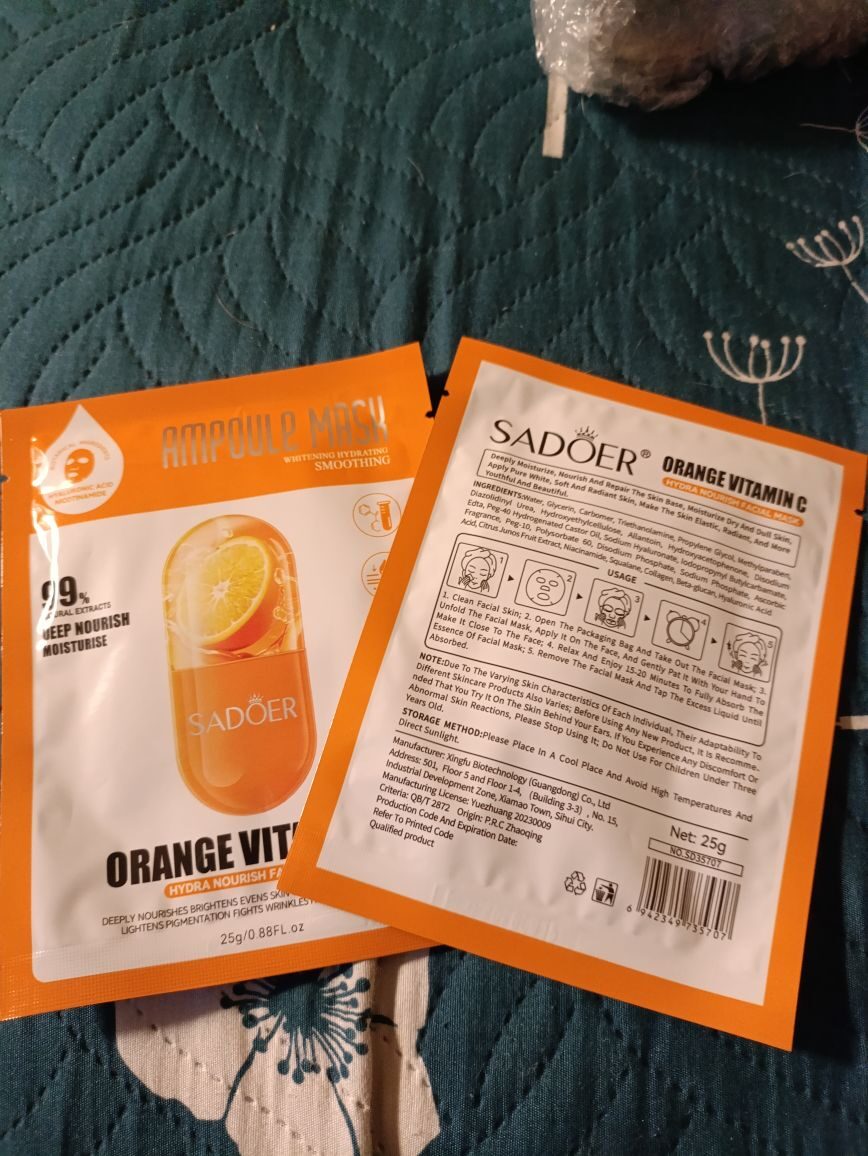 AMPOULE MASK
WHITENING HYDRATING
SMOOTHING
BOTANICAL INGREDIENTS
HYALURONIC ACID
NICOTINAMIDE
99%
URAL EXTRACTS
DEEP NOURISH
MOISTURISE
SADOER
ORANGE VIT
HYDRA NOURISH FA
DEEPLY NOURISHES BRIGHTENS EVENS SKIN
LIGHTENS PIGMENTATION FIGHTS WRINKLES
25g/0.88FL.oz
SADOER®
ORANGE VITAMIN C
HYDRA NOURISH FACIAL MASK
Deeply Moisturize, Nourish And Repair The Skin Base, Moisturize Dry And Dull Skin,
Apply Pure White, Soft And Radiant Skin, Make The Skin Elastic, Radiant, And More
Youthful And Beautiful.
INGREDIENTS:Water, Glycerin, Carbomer, Triethanolamine, Propylene Glycol, Methylparaben,
Diazolidinyl Urea, Hydroxyethylcellulose, Allantoin, Hydroxyacetophenone, Disodium
Edta, Peg-40 Hydrogenated Castor Oil, Sodium Hyaluronate, Iodopropynyl Butylcarbamate,
Fragrance, Peg-10, Polysorbate 60, Disodium Phosphate, Sodium Phosphate, Ascorbic
Acid, Citrus Junos Fruit Extract, Niacinamide, Squalane, Collagen, Beta-glucan, Hyaluronic Acid
USAGE
1 2 3 4 5
1. Clean Facial Skin; 2. Open The Packaging Bag And Take Out The Facial Mask; 3.
Unfold The Facial Mask, Apply It On The Face, And Gently Pat It With Your Hand To
Make It Close To The Face; 4. Relax And Enjoy 15-20 Minutes To Fully Absorb The
Essence Of Facial Mask; 5. Remove The Facial Mask And Tap The Excess Liquid Until
Absorbed.
NOTE:Due To The Varying Skin Characteristics Of Each Individual, Their Adaptability To
Different Skincare Products Also Varies; Before Using Any New Product, It Is Recomme-
nded That You Try It On The Skin Behind Your Ears. If You Experience Any Discomfort Or
Abnormal Skin Reactions, Please Stop Using It; Do Not Use For Children Under Three
Years Old.
STORAGE METHOD:Please Place In A Cool Place And Avoid High Temperatures And
Direct Sunlight.
Manufacturer: Xingfu Biotechnology (Guangdong) Co., Ltd
Address: 501, Floor 5 and Floor 1-4, (Building 3-3), No. 15,
Industrial Development Zone, Xiamao Town, Sihui City.
Manufacturing License: Yuezhuang 20230009
Criteria: QB/T 2872 Origin: P.R.C Zhaoqing
Production Code And Expiration Date:
Refer To Printed Code
Qualified product
Net: 25g
NO.SD35707
6 942349 735707